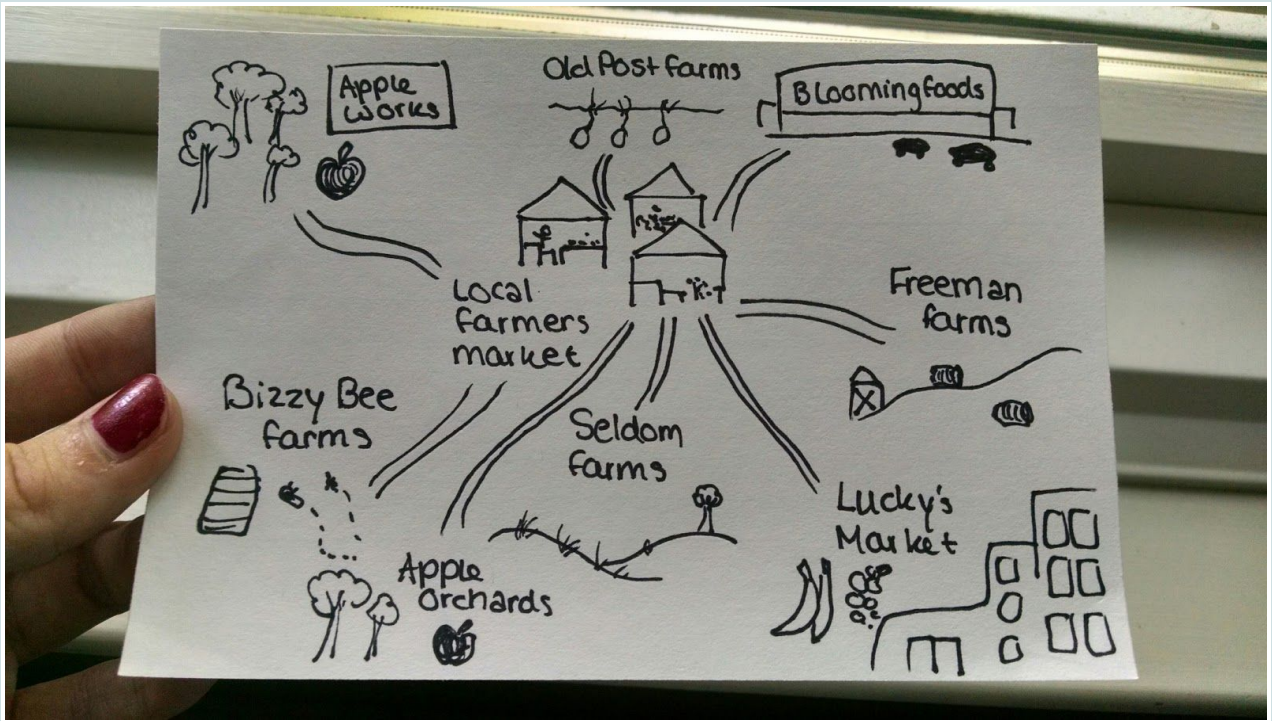 Apple
Works
Old Post farms
Bloomingfoods
Local
farmers
market
Freeman
farms
Bizzy Bee
farms
Seldom
farms
Lucky's
Market
Apple
Orchards